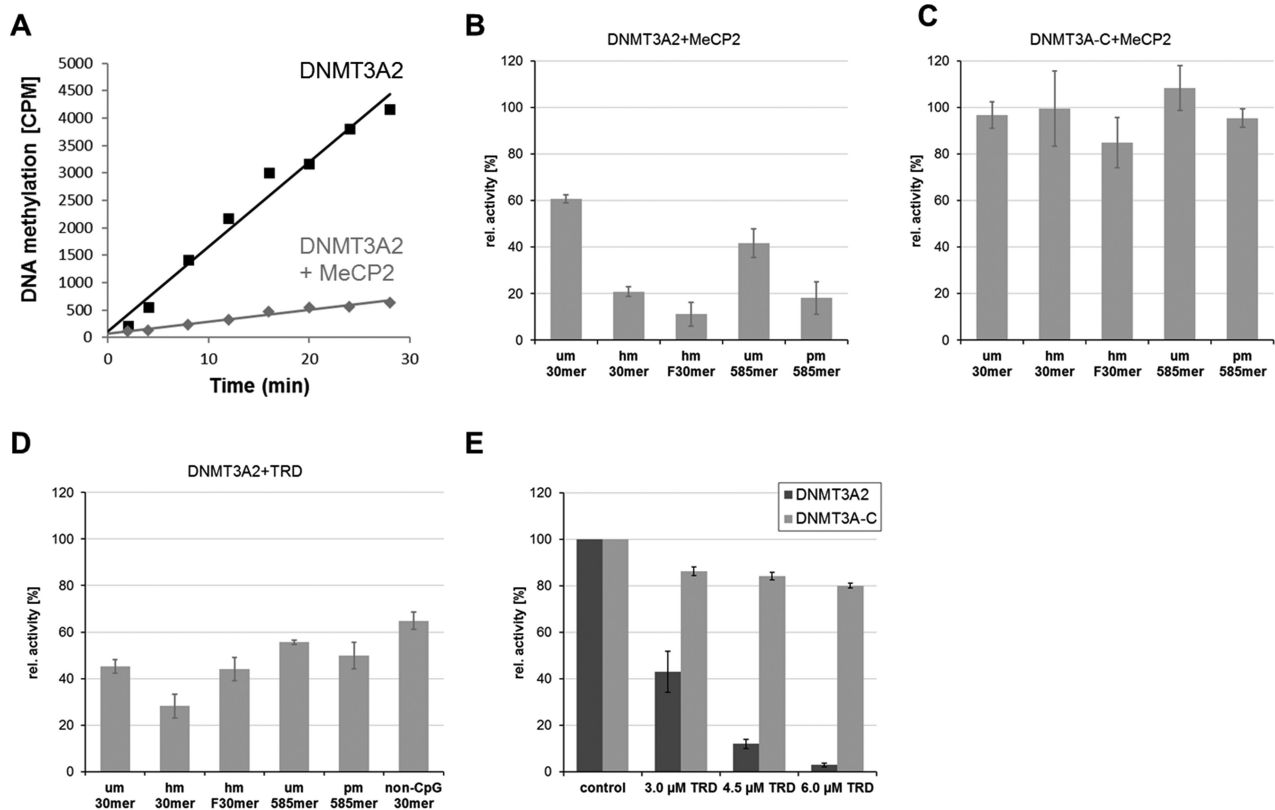 A
DNA methylation [CPM]
5000
4500
4000
3500
3000
2500
2000
1500
1000
500
0
DNMT3A2
DNMT3A2
+ MeCP2
0 10 20 30
Time (min)
B
DNMT3A2+MeCP2
rel. activity [%]
120
100
80
60
40
20
0
um hm hm um pm
30mer 30mer F30mer 585mer 585mer
C
DNMT3A-C+MeCP2
rel. activity [%]
120
100
80
60
40
20
0
um hm hm um pm
30mer 30mer F30mer 585mer 585mer
D
DNMT3A2+TRD
rel. activity [%]
120
100
80
60
40
20
0
um hm hm um pm non-CpG
30mer 30mer F30mer 585mer 585mer 30mer
E
DNMT3A2
DNMT3A-C
rel. activity [%]
120
100
80
60
40
20
0
control 3.0 µM TRD 4.5 µM TRD 6.0 µM TRD